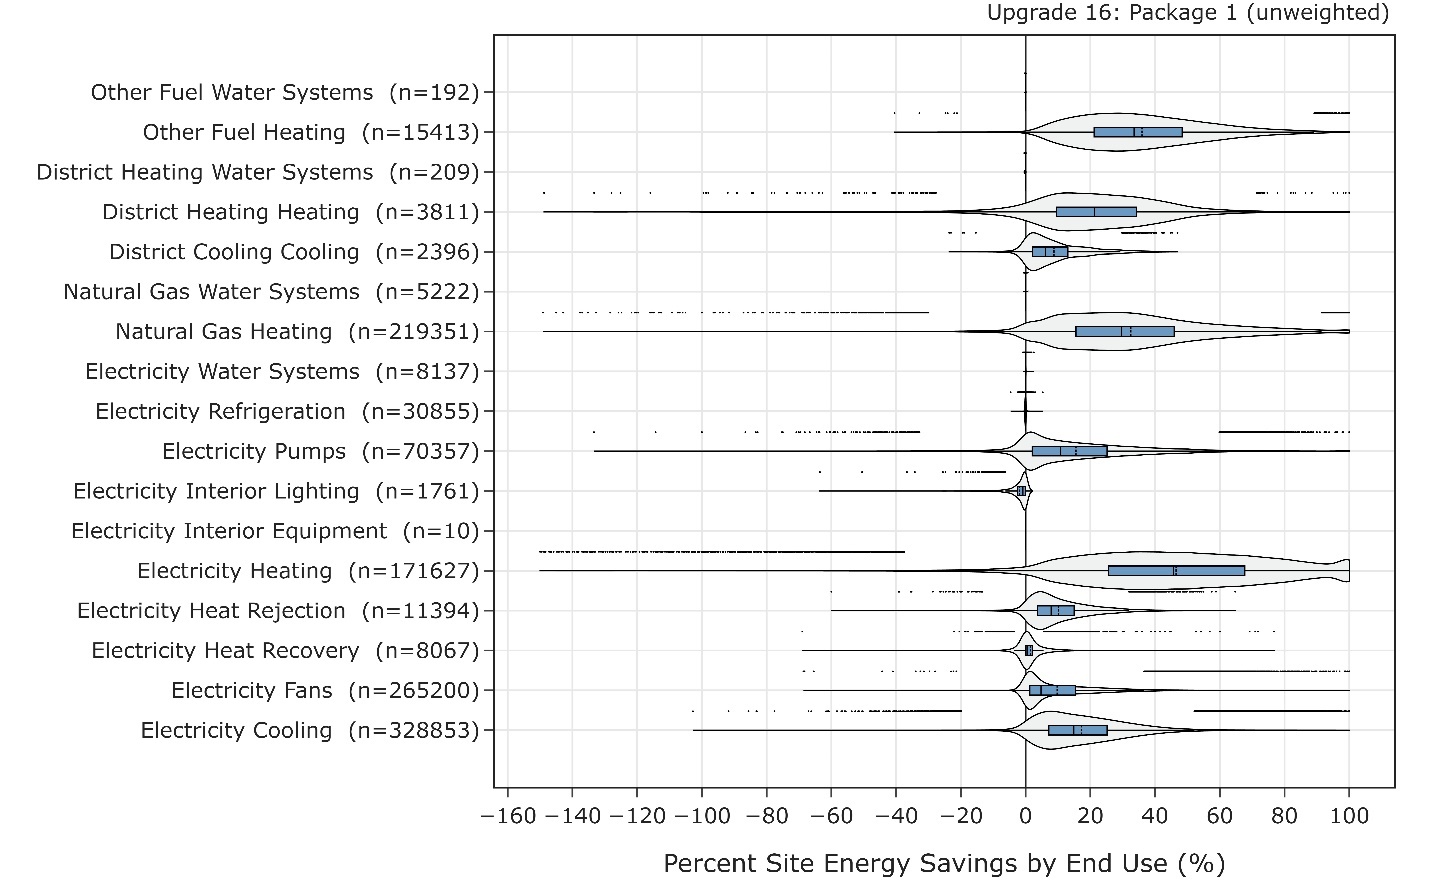 Upgrade 16: Package 1 (unweighted)
Other Fuel Water Systems (n=192)
Other Fuel Heating (n=15413)
District Heating Water Systems (n=209)
District Heating Heating (n=3811)
District Cooling Cooling (n=2396)
Natural Gas Water Systems (n=5222)
Natural Gas Heating (n=219351)
Electricity Water Systems (n=8137)
Electricity Refrigeration (n=30855)
Electricity Pumps (n=70357)
Electricity Interior Lighting (n=1761)
Electricity Interior Equipment (n=10)
Electricity Heating (n=171627)
Electricity Heat Rejection (n=11394)
Electricity Heat Recovery (n=8067)
Electricity Fans (n=265200)
Electricity Cooling (n=328853)
−160 −140 −120 −100 −80 −60 −40 −20 0 20 40 60 80 100
Percent Site Energy Savings by End Use (%)